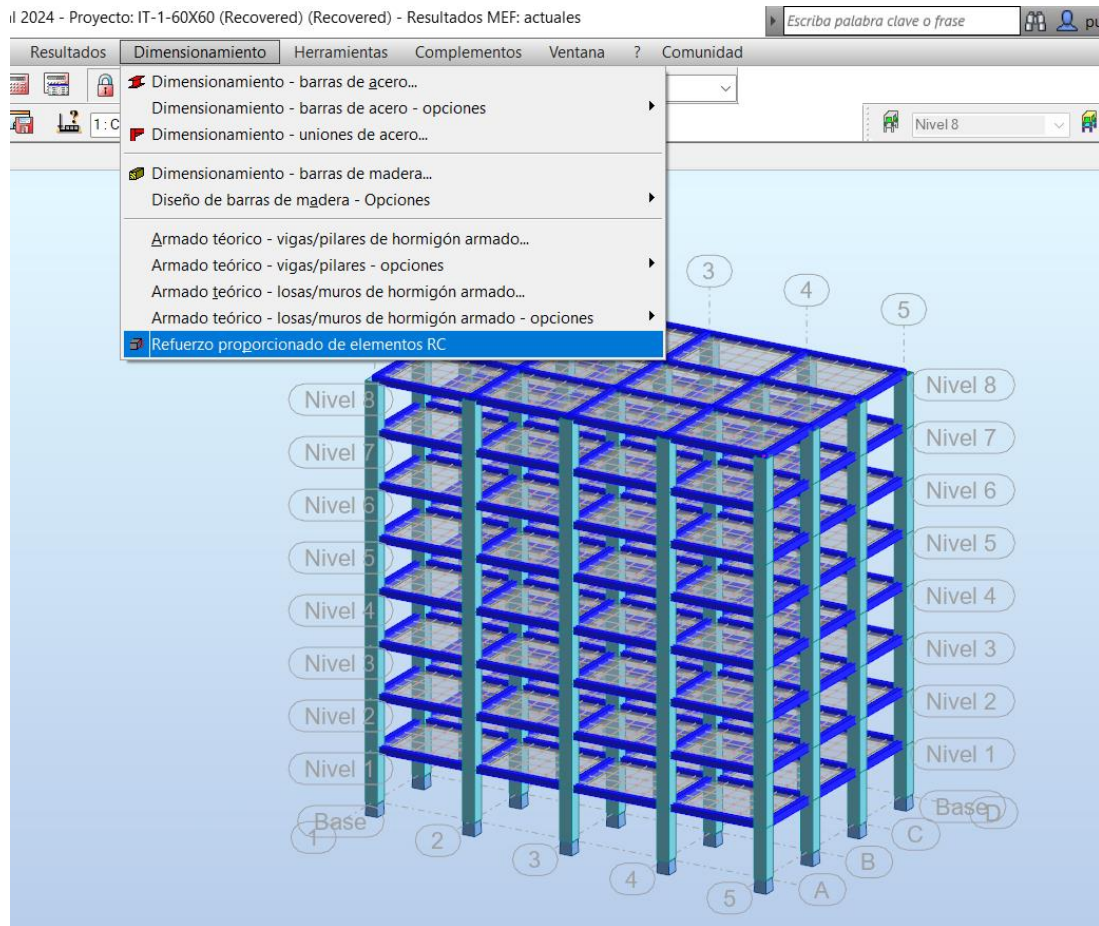 l 2024 - Proyecto: IT-1-60X60 (Recovered) (Recovered) - Resultados MEF: actuales
Escriba palabra clave o frase
pu
Resultados Dimensionamiento Herramientas Complementos Ventana ? Comunidad
Dimensionamiento - barras de acero...
Dimensionamiento - barras de acero - opciones
1 : C
Dimensionamiento - uniones de acero...
Nivel 8
Dimensionamiento - barras de madera...
Diseño de barras de madera - Opciones
Armado téorico - vigas/pilares de hormigón armado...
Armado teórico - vigas/pilares - opciones
Armado teórico - losas/muros de hormigón armado...
Armado teórico - losas/muros de hormigón armado - opciones
Refuerzo proporcionado de elementos RC
3
4
5
Nivel 8
Nivel 8
Nivel 7
Nivel 7
Nivel 6
Nivel 6
Nivel 5
Nivel 5
Nivel 4
Nivel 4
Nivel 3
Nivel 3
Nivel 2
Nivel 2
Nivel 1
Nivel 1
Base
Base
1
D
2
C
3
B
4
A
5